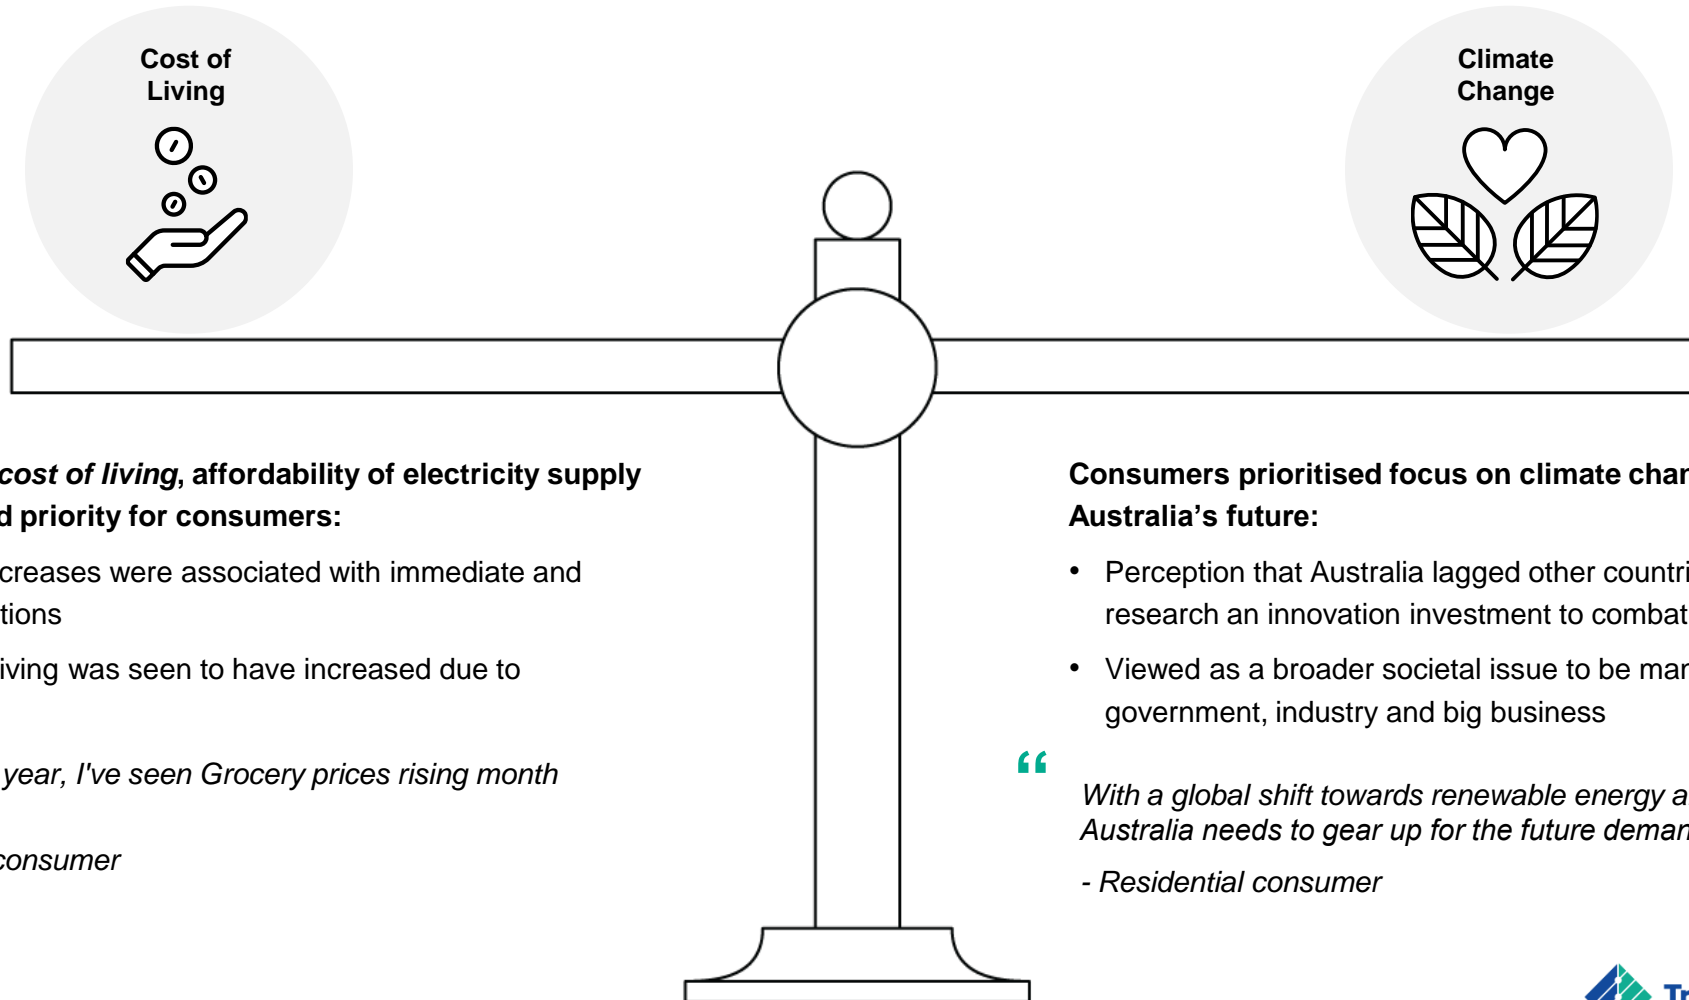 Cost of
Living
Climate
Change
cost of living, affordability of electricity supply
d priority for consumers:
creases were associated with immediate and
tions
iving was seen to have increased due to
year, I've seen Grocery prices rising month
consumer
Consumers prioritised focus on climate chan
Australia’s future:
• Perception that Australia lagged other countri
research an innovation investment to combat
• Viewed as a broader societal issue to be man
government, industry and big business
“
With a global shift towards renewable energy a
Australia needs to gear up for the future deman
- Residential consumer
Tr